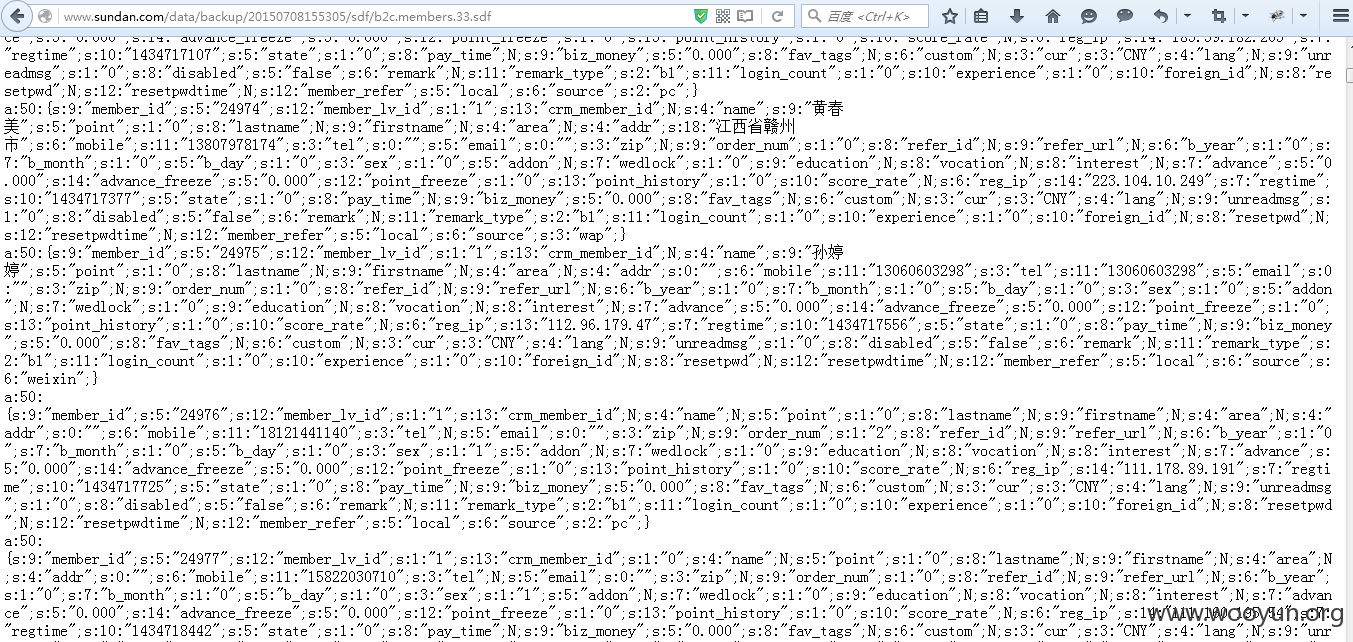 www.sundan.com/data/backup/20150708155305/sdf/b2c.members.33.sdf
百度 <Ctrl+K>
"regtime";s:10:"1434717107";s:5:"state";s:1:"0";s:8:"pay_time";N;s:9:"biz_money";s:5:"0.000";s:8:"fav_tags";N;s:6:"custom";N;s:3:"cur";s:3:"CNY";s:4:"lang";N;s:9:"unr
eadmsg";s:1:"0";s:8:"disabled";s:5:"false";s:6:"remark";N;s:11:"remark_type";s:2:"b1";s:11:"login_count";s:1:"0";s:10:"experience";s:1:"0";s:10:"foreign_id";N;s:8:"re
setpwd";N;s:12:"resetpwdtime";N;s:12:"member_refer";s:5:"local";s:6:"source";s:2:"pc";}
a:50:{s:9:"member_id";s:5:"24974";s:12:"member_lv_id";s:1:"1";s:13:"crm_member_id";N;s:4:"name";s:9:"黄春
美";s:5:"point";s:1:"0";s:8:"lastname";N;s:9:"firstname";N;s:4:"area";N;s:4:"addr";s:18:"江西省赣州
市";s:6:"mobile";s:11:"13807978174";s:3:"tel";s:0:"";s:5:"email";s:0:"";s:3:"zip";N;s:9:"order_num";s:1:"0";s:8:"refer_id";N;s:9:"refer_url";N;s:6:"b_year";s:1:"0";s:
7:"b_month";s:1:"0";s:5:"b_day";s:1:"0";s:3:"sex";s:1:"0";s:5:"addon";N;s:7:"wedlock";s:1:"0";s:9:"education";N;s:8:"vocation";N;s:8:"interest";N;s:7:"advance";s:5:"0
.000";s:14:"advance_freeze";s:5:"0.000";s:12:"point_freeze";s:1:"0";s:13:"point_history";s:1:"0";s:10:"score_rate";N;s:6:"reg_ip";s:14:"223.104.10.249";s:7:"regtime";
s:10:"1434717377";s:5:"state";s:1:"0";s:8:"pay_time";N;s:9:"biz_money";s:5:"0.000";s:8:"fav_tags";N;s:6:"custom";N;s:3:"cur";s:3:"CNY";s:4:"lang";N;s:9:"unreadmsg";s:
1:"0";s:8:"disabled";s:5:"false";s:6:"remark";N;s:11:"remark_type";s:2:"b1";s:11:"login_count";s:1:"0";s:10:"experience";s:1:"0";s:10:"foreign_id";N;s:8:"resetpwd";N;
s:12:"resetpwdtime";N;s:12:"member_refer";s:5:"local";s:6:"source";s:3:"wap";}
a:50:{s:9:"member_id";s:5:"24975";s:12:"member_lv_id";s:1:"1";s:13:"crm_member_id";N;s:4:"name";s:9:"孙婷
婷";s:5:"point";s:1:"0";s:8:"lastname";N;s:9:"firstname";N;s:4:"area";N;s:4:"addr";s:0:"";s:6:"mobile";s:11:"13060603298";s:3:"tel";s:11:"13060603298";s:5:"email";s:0
:"";s:3:"zip";N;s:9:"order_num";s:1:"0";s:8:"refer_id";N;s:9:"refer_url";N;s:6:"b_year";s:1:"0";s:7:"b_month";s:1:"0";s:5:"b_day";s:1:"0";s:3:"sex";s:1:"0";s:5:"addon
";N;s:7:"wedlock";s:1:"0";s:9:"education";N;s:8:"vocation";N;s:8:"interest";N;s:7:"advance";s:5:"0.000";s:14:"advance_freeze";s:5:"0.000";s:12:"point_freeze";s:1:"0";
s:13:"point_history";s:1:"0";s:10:"score_rate";N;s:6:"reg_ip";s:13:"112.96.179.47";s:7:"regtime";s:10:"1434717556";s:5:"state";s:1:"0";s:8:"pay_time";N;s:9:"biz_money
";s:5:"0.000";s:8:"fav_tags";N;s:6:"custom";N;s:3:"cur";s:3:"CNY";s:4:"lang";N;s:9:"unreadmsg";s:1:"0";s:8:"disabled";s:5:"false";s:6:"remark";N;s:11:"remark_type";s:
2:"b1";s:11:"login_count";s:1:"0";s:10:"experience";s:1:"0";s:10:"foreign_id";N;s:8:"resetpwd";N;s:12:"resetpwdtime";N;s:12:"member_refer";s:5:"local";s:6:"source";s:
6:"weixin";}
a:50:
{s:9:"member_id";s:5:"24976";s:12:"member_lv_id";s:1:"1";s:13:"crm_member_id";N;s:4:"name";N;s:5:"point";s:1:"0";s:8:"lastname";N;s:9:"firstname";N;s:4:"area";N;s:4:"
addr";s:0:"";s:6:"mobile";s:11:"18121441140";s:3:"tel";N;s:5:"email";s:0:"";s:3:"zip";N;s:9:"order_num";s:1:"2";s:8:"refer_id";N;s:9:"refer_url";N;s:6:"b_year";s:1:"0
";s:7:"b_month";s:1:"0";s:5:"b_day";s:1:"0";s:3:"sex";s:1:"1";s:5:"addon";N;s:7:"wedlock";s:1:"0";s:9:"education";N;s:8:"vocation";N;s:8:"interest";N;s:7:"advance";s:
5:"0.000";s:14:"advance_freeze";s:5:"0.000";s:12:"point_freeze";s:1:"0";s:13:"point_history";s:1:"0";s:10:"score_rate";N;s:6:"reg_ip";s:14:"111.178.89.191";s:7:"regti
me";s:10:"1434717725";s:5:"state";s:1:"0";s:8:"pay_time";N;s:9:"biz_money";s:5:"0.000";s:8:"fav_tags";N;s:6:"custom";N;s:3:"cur";s:3:"CNY";s:4:"lang";N;s:9:"unreadmsg
";s:1:"0";s:8:"disabled";s:5:"false";s:6:"remark";N;s:11:"remark_type";s:2:"b1";s:11:"login_count";s:1:"0";s:10:"experience";s:1:"0";s:10:"foreign_id";N;s:8:"resetpwd
";N;s:12:"resetpwdtime";N;s:12:"member_refer";s:5:"local";s:6:"source";s:2:"pc";}
a:50:
{s:9:"member_id";s:5:"24977";s:12:"member_lv_id";s:1:"1";s:13:"crm_member_id";s:1:"0";s:4:"name";N;s:5:"point";s:1:"0";s:8:"lastname";N;s:9:"firstname";N;s:4:"area";N
;s:4:"addr";s:0:"";s:6:"mobile";s:11:"15822030710";s:3:"tel";N;s:5:"email";s:0:"";s:3:"zip";N;s:9:"order_num";s:1:"0";s:8:"refer_id";N;s:9:"refer_url";N;s:6:"b_year";
s:1:"0";s:7:"b_month";s:1:"0";s:5:"b_day";s:1:"0";s:3:"sex";s:1:"1";s:5:"addon";N;s:7:"wedlock";s:1:"0";s:9:"education";N;s:8:"vocation";N;s:8:"interest";N;s:7:"advan
ce";s:5:"0.000";s:14:"advance_freeze";s:5:"0.000";s:12:"point_freeze";s:1:"0";s:13:"point_history";s:1:"0";s:10:"score_rate";N;s:6:"reg_ip";
"regtime";s:10:"1434718442";s:5:"state";s:1:"0";s:8:"pay_time";N;s:9:"biz_money";s:5:"0.000";s:8:"fav_tags";N;s:6:"custom";N;s:3:"cur";s:3:"CNY";s:4:"lang";N;s:9:"unr
www.wooyun.org